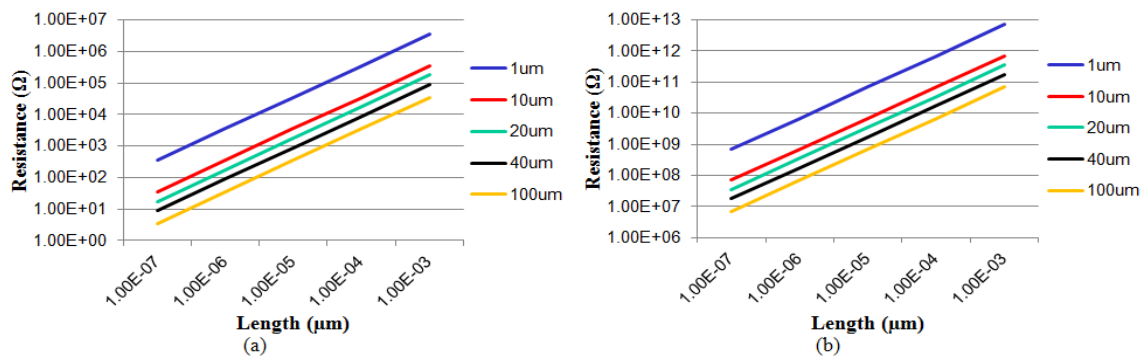 1.00E+07
1.00E+06
1.00E+05
1.00E+04
1.00E+03
1.00E+02
1.00E+01
1.00E+00
Resistance (Ω)
1.00E-07
1.00E-06
1.00E-05
1.00E-04
1.00E-03
Length (µm)
1um
10um
20um
40um
100um
(a)
1.00E+13
1.00E+12
1.00E+11
1.00E+10
1.00E+09
1.00E+08
1.00E+07
1.00E+06
Resistance (Ω)
1.00E-07
1.00E-06
1.00E-05
1.00E-04
1.00E-03
Length (µm)
1um
10um
20um
40um
100um
(b)